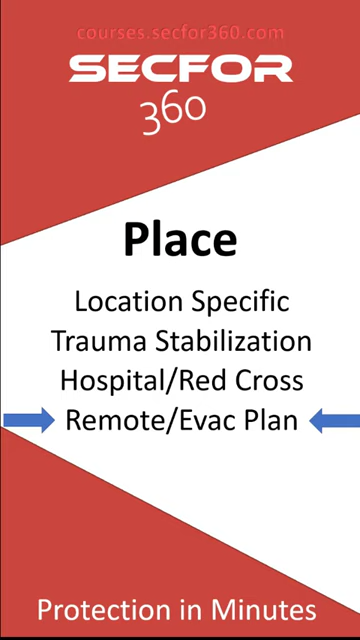 courses.secfor360.com
SECFOR
360
Place
Location Specific
Trauma Stabilization
Hospital/Red Cross
Remote/Evac Plan
Protection in Minutes